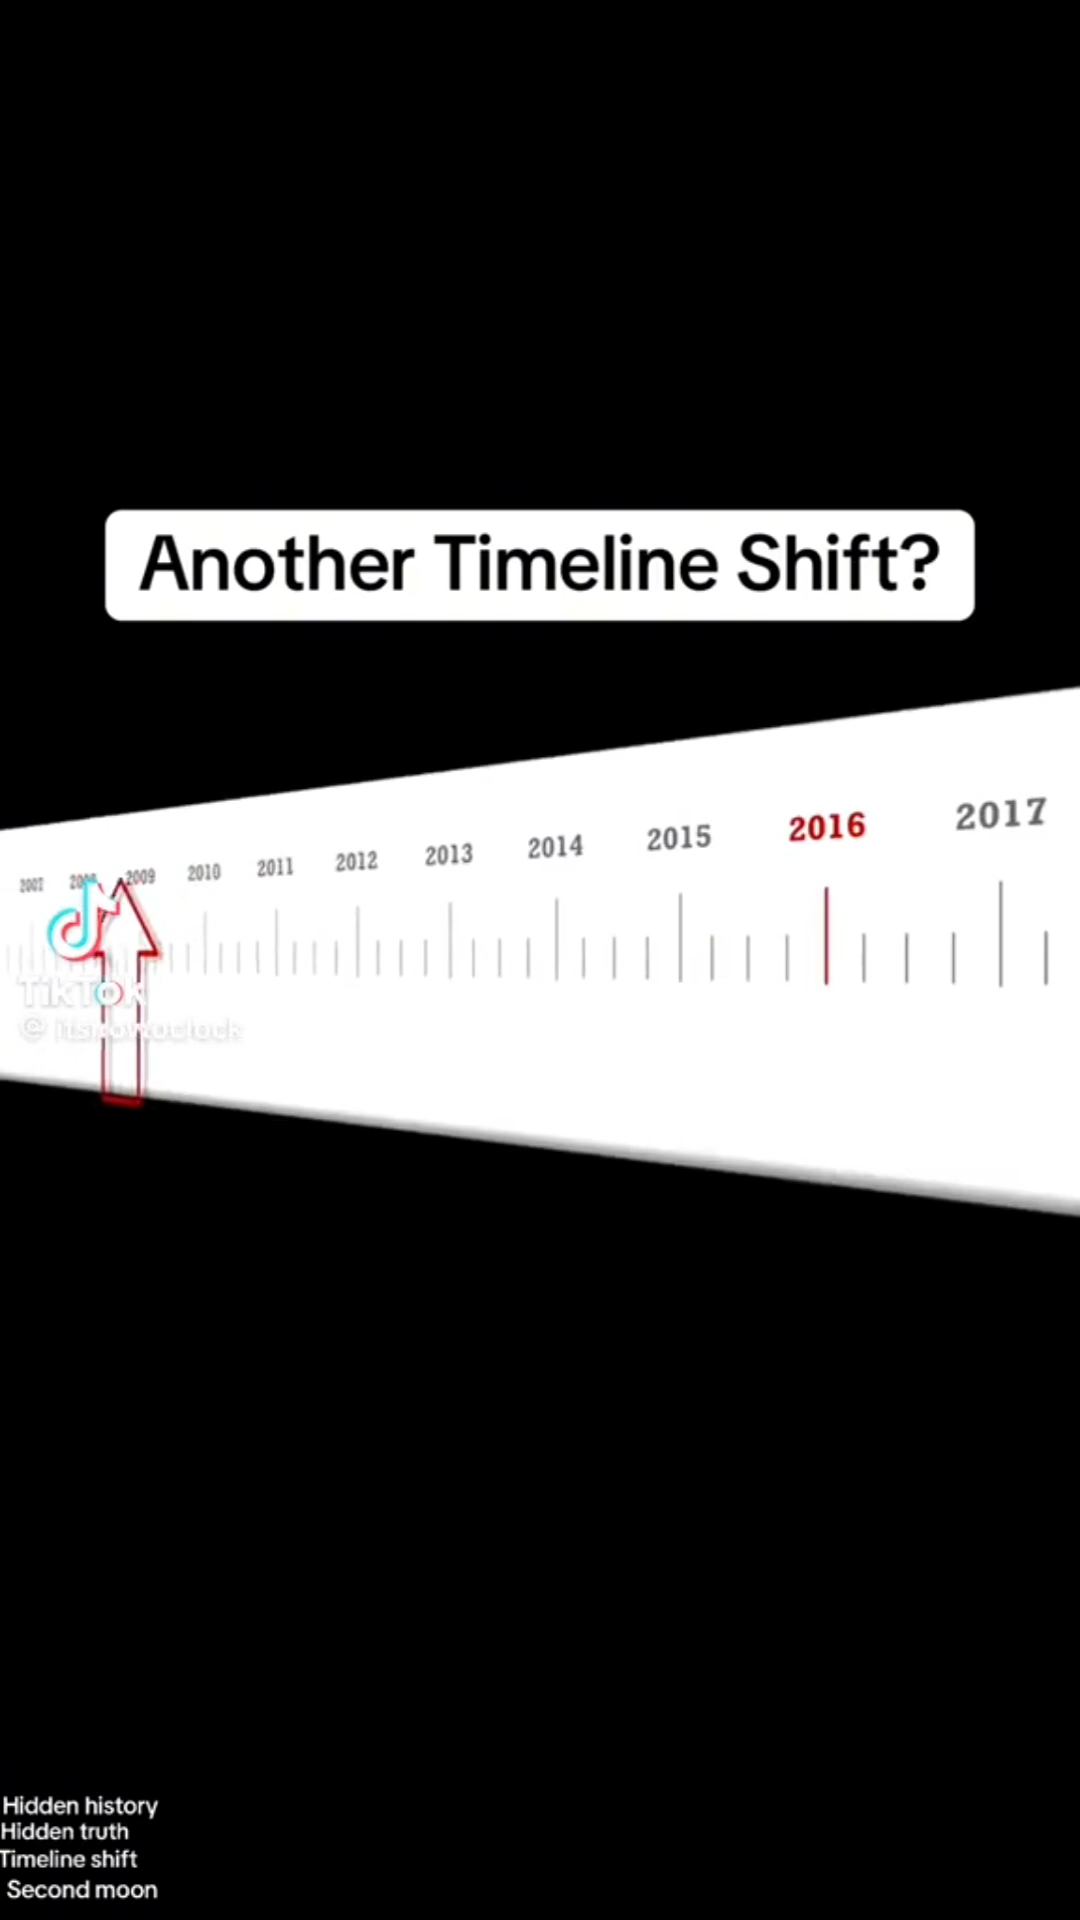 Another Timeline Shift?
2007 2008 2009 2010 2011 2012 2013 2014 2015 2016 2017
TikTok
Hidden history
Hidden truth
Timeline shift
Second moon